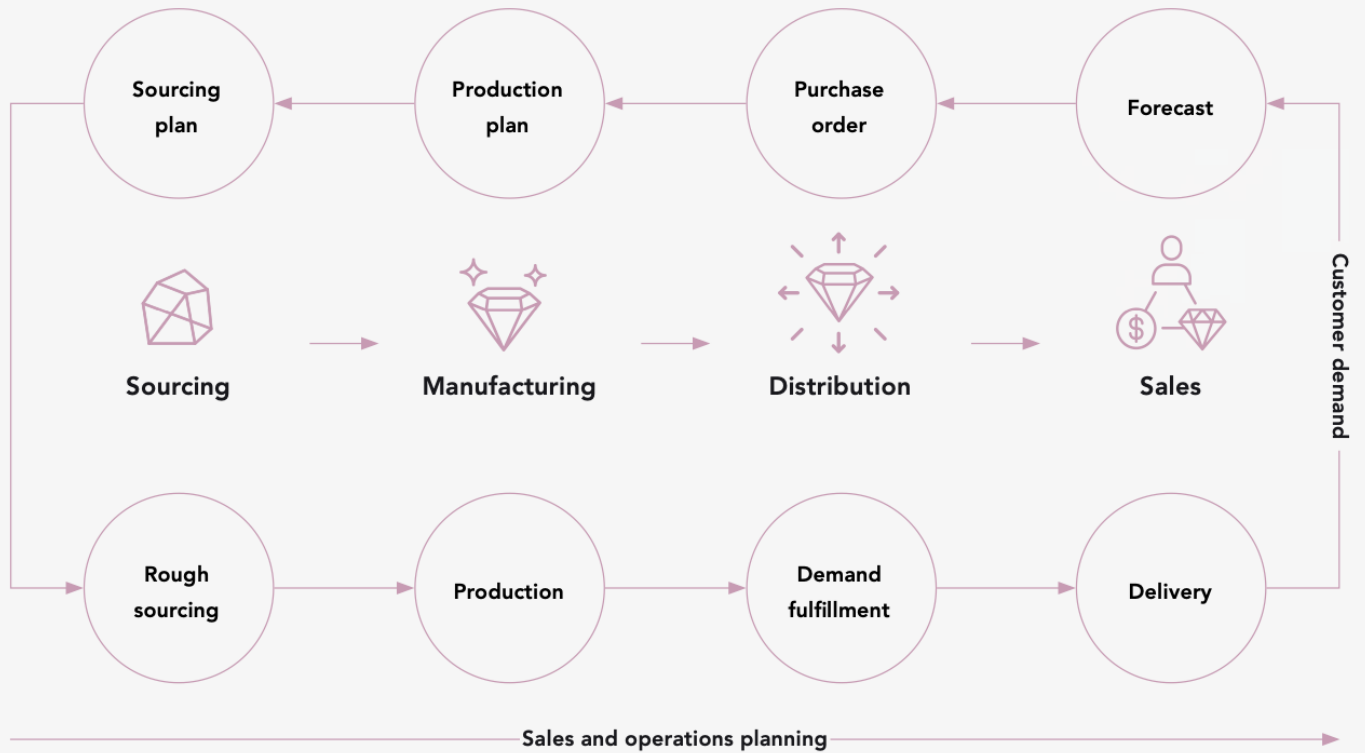 Sourcing
plan
Production
plan
Purchase
order
Forecast
$
Sourcing
Manufacturing
Distribution
Sales
Customer demand
Rough
sourcing
Production
Demand
fulfillment
Delivery
Sales and operations planning